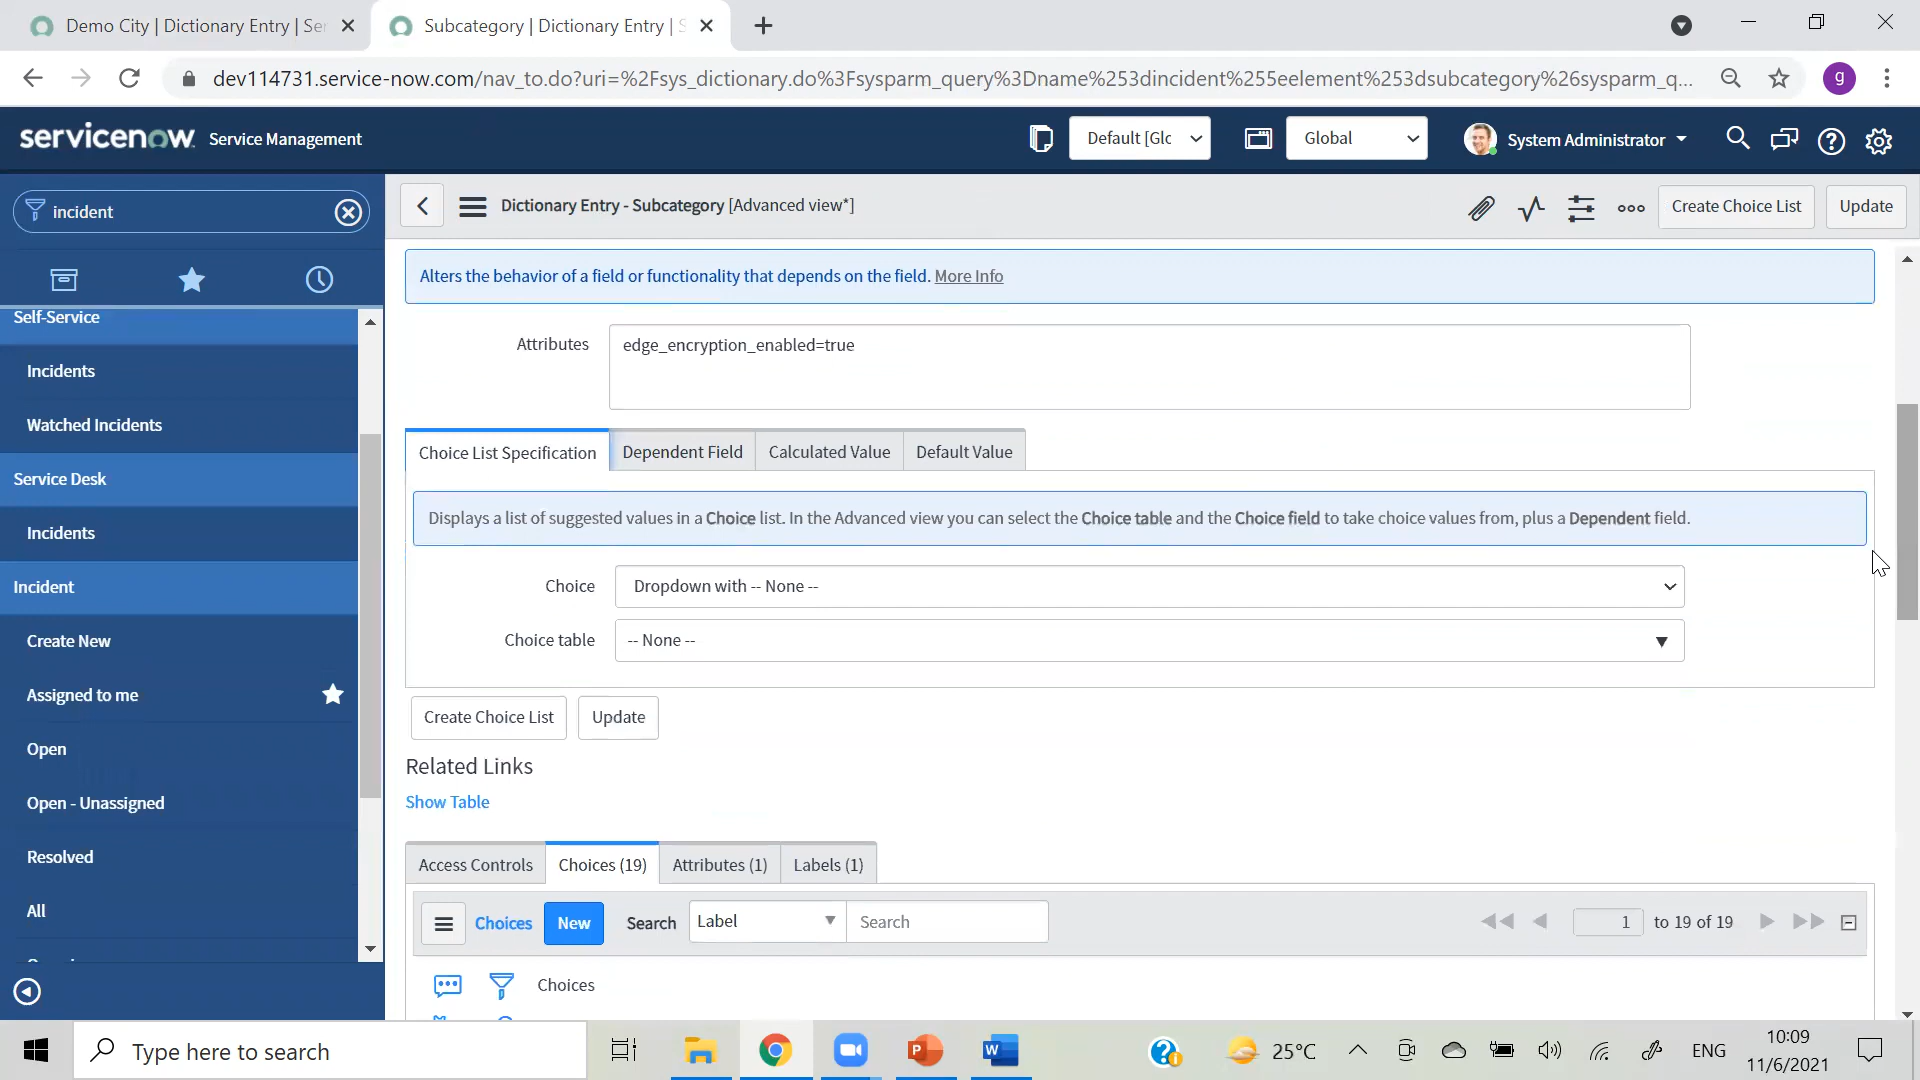 Demo City | Dictionary Entry | Ser
Subcategory | Dictionary Entry | S
dev114731.service-now.com/nav_to.do?uri=%2Fsys_dictionary.do%3Fsysparm_query%3Dname%253dincident%255eelement%253dsubcategory%26sysparm_q...
g
servicenow. Service Management
Default [Glc
Global
System Administrator
incident
Dictionary Entry - Subcategory [Advanced view*]
Create Choice List
Update
Self-Service
Incidents
Watched Incidents
Service Desk
Incidents
Incident
Create New
Assigned to me
Open
Open - Unassigned
Resolved
All
Alters the behavior of a field or functionality that depends on the field. More Info
Attributes
edge_encryption_enabled=true
Choice List Specification
Dependent Field
Calculated Value
Default Value
Displays a list of suggested values in a Choice list. In the Advanced view you can select the Choice table and the Choice field to take choice values from, plus a Dependent field.
Choice
Dropdown with -- None --
Choice table
-- None --
Create Choice List
Update
Related Links
Show Table
Access Controls
Choices (19)
Attributes (1)
Labels (1)
Choices
New
Search
Label
Search
1 to 19 of 19
Choices
Type here to search
25°C
ENG
10:09
11/6/2021